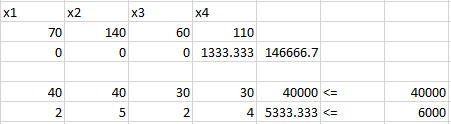 x1 x2 x3 x4
70 140 60 110
0 0 0 1333.333 146666.7
40 40 30 30 40000 <= 40000
2 5 2 4 5333.333 <= 6000